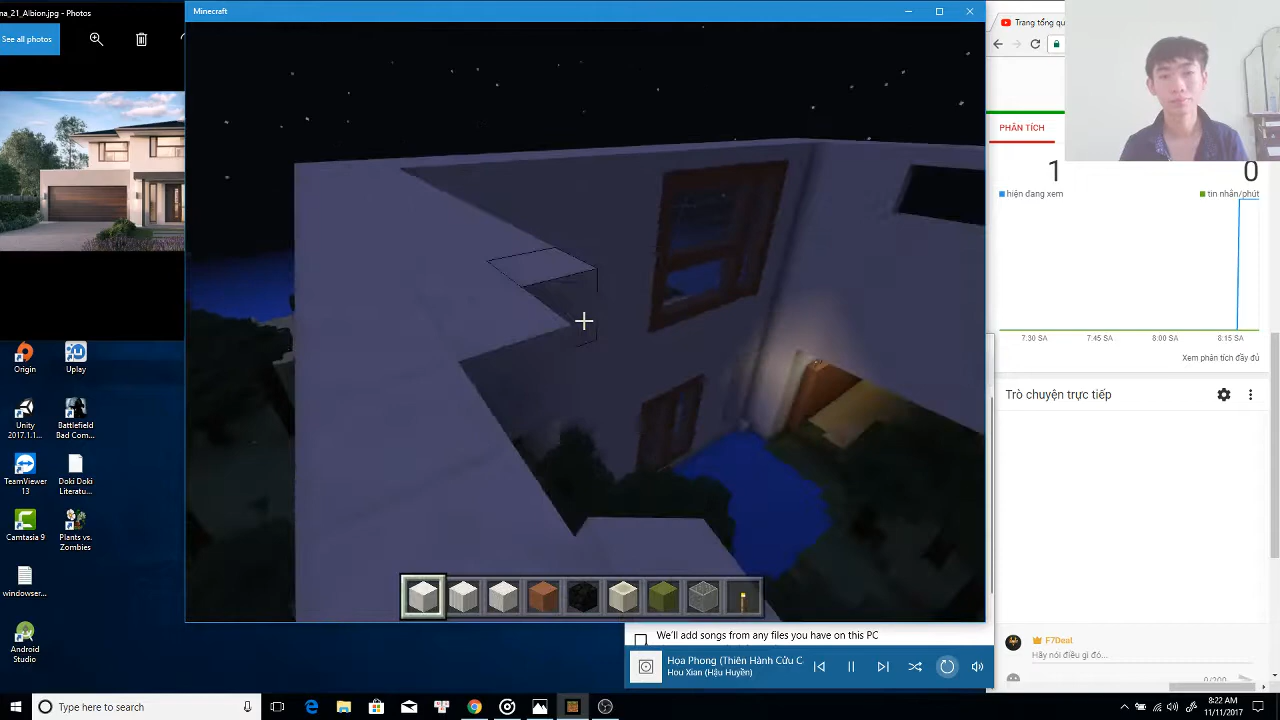 ma_21_Albion.jpg - Photos
See all photos
Minecraft
Trang tổng qu
PHÂN TÍCH
1
0
hiện đang xem
tin nhắn/phút
7.30 SA
7.45 SA
8.00 SA
8.15 SA
Xem phân tích đầy đủ
Trò chuyện trực tiếp
F7Deat
Hãy nói điều gì đó...
0/200
Origin
Uplay
Unity
2017.1.1...
Battlefield
Bad Com...
TeamViewer
13
Doki Doki
Literatu...
Camtasia 9
Plants vs.
Zombies
windowser...
Android
Studio
We'll add songs from any files you have on this PC
Hoa Phong (Thiên Hành Cửu C
Hou Xian (Hậu Huyền)
Type here to search
8:22 AM
11/11/2017